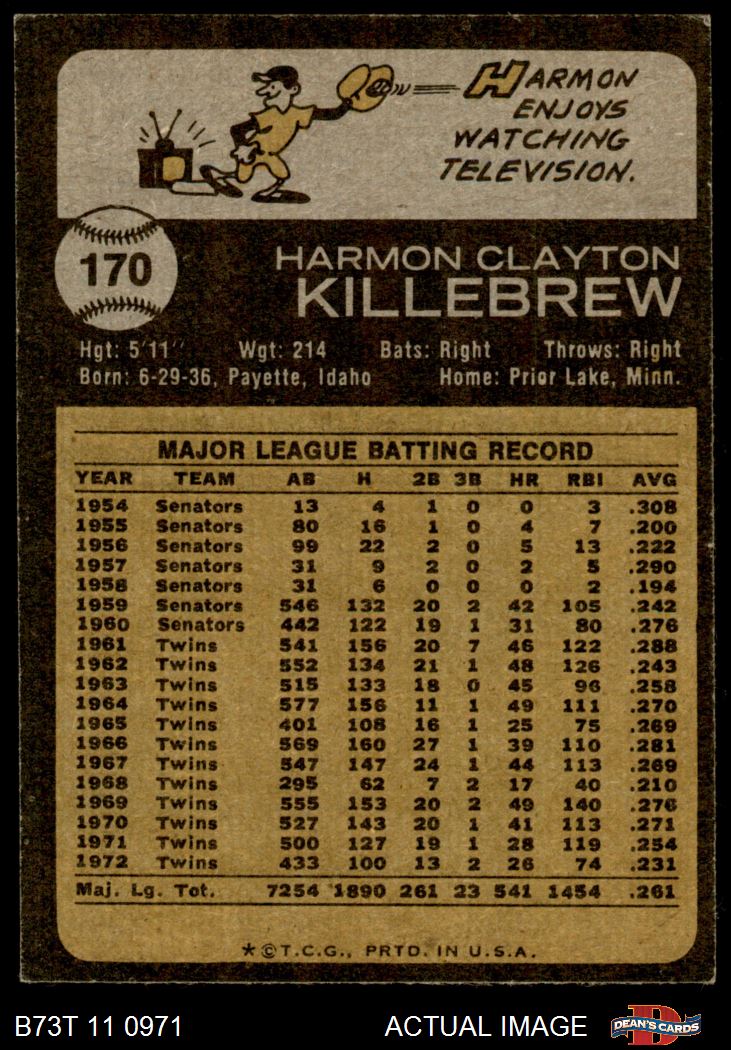 HARMON
ENJOYS
WATCHING
TELEVISION.
170
HARMON CLAYTON
KILLEBREW
Hgt: 5'11" Wgt: 214 Bats: Right Throws: Right
Born: 6-29-36, Payette, Idaho Home: Prior Lake, Minn.
MAJOR LEAGUE BATTING RECORD
YEAR TEAM AB H 2B 3B HR RBI AVG
1954 Senators 13 4 1 0 0 3 .308
1955 Senators 80 16 1 0 4 7 .200
1956 Senators 99 22 2 0 5 13 .222
1957 Senators 31 9 2 0 2 5 .290
1958 Senators 31 6 0 0 0 2 .194
1959 Senators 546 132 20 2 42 105 .242
1960 Senators 442 122 19 1 31 80 .276
1961 Twins 541 156 20 7 46 122 .288
1962 Twins 552 134 21 1 48 126 .243
1963 Twins 515 133 18 0 45 96 .258
1964 Twins 577 156 11 1 49 111 .270
1965 Twins 401 108 16 1 25 75 .269
1966 Twins 569 160 27 1 39 110 .281
1967 Twins 547 147 24 1 44 113 .269
1968 Twins 295 62 7 2 17 40 .210
1969 Twins 555 153 20 2 49 140 .276
1970 Twins 527 143 20 1 41 113 .271
1971 Twins 500 127 19 1 28 119 .254
1972 Twins 433 100 13 2 26 74 .231
Maj. Lg. Tot. 7254 1890 261 23 541 1454 .261
*©T.C.G., PRTD. IN U.S.A.
B73T 11 0971 ACTUAL IMAGE D DEAN'S CARDS